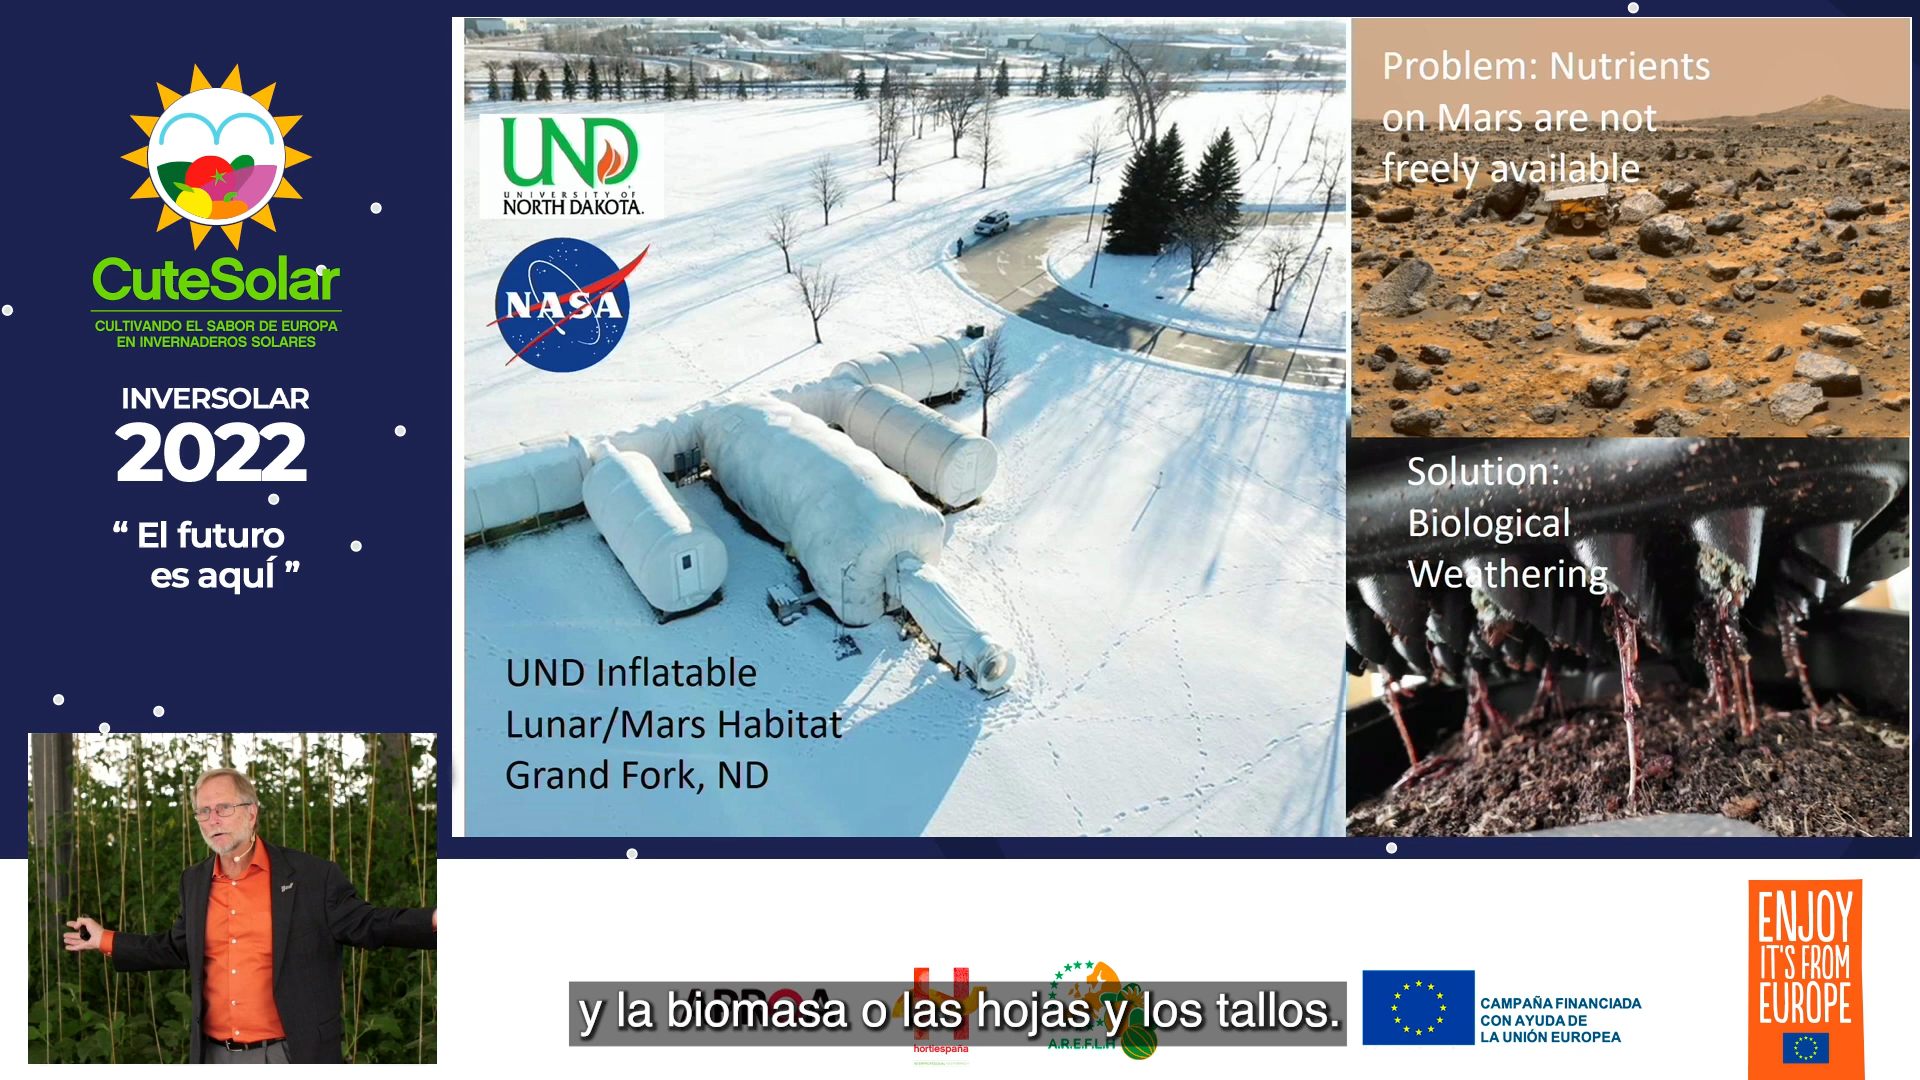 CuteSolar
CULTIVANDO EL SABOR DE EUROPA
EN INVERNADEROS SOLARES
INVERSOLAR
2022
“ El futuro
es aquÍ ”
UND
UNIVERSITY OF
NORTH DAKOTA.
NASA
UND Inflatable
Lunar/Mars Habitat
Grand Fork, ND
Problem: Nutrients
on Mars are not
freely available
Solution:
Biological
Weathering
y la biomasa o las hojas y los tallos.
hortiespaña
A.R.E.F.L.H
CAMPAÑA FINANCIADA
CON AYUDA DE
LA UNIÓN EUROPEA
ENJOY
IT'S FROM
EUROPE